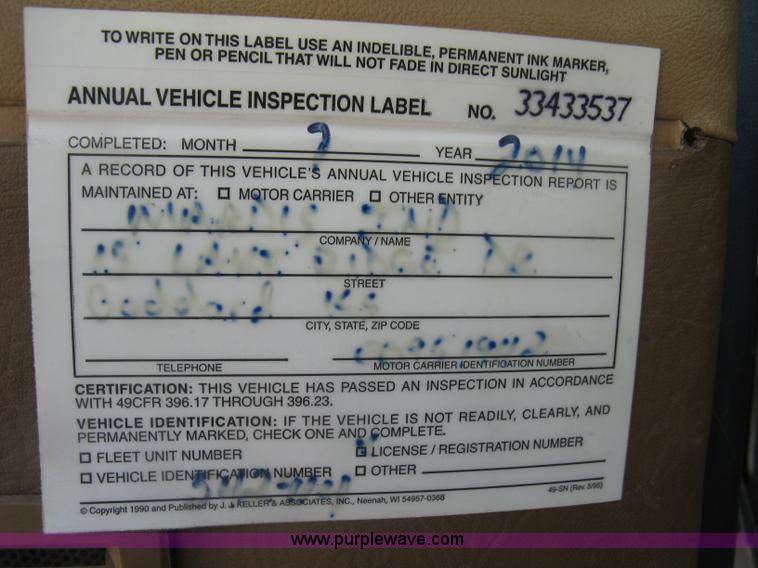 TO WRITE ON THIS LABEL USE AN INDELIBLE, PERMANENT INK MARKER,
PEN OR PENCIL THAT WILL NOT FADE IN DIRECT SUNLIGHT
ANNUAL VEHICLE INSPECTION LABEL NO. 33433537
COMPLETED: MONTH 7 YEAR 2014
A RECORD OF THIS VEHICLE'S ANNUAL VEHICLE INSPECTION REPORT IS
MAINTAINED AT: ☐ MOTOR CARRIER ☐ OTHER ENTITY
COMPANY / NAME
STREET
CITY, STATE, ZIP CODE
TELEPHONE MOTOR CARRIER IDENTIFICATION NUMBER
CERTIFICATION: THIS VEHICLE HAS PASSED AN INSPECTION IN ACCORDANCE
WITH 49CFR 396.17 THROUGH 396.23.
VEHICLE IDENTIFICATION: IF THE VEHICLE IS NOT READILY, CLEARLY, AND
PERMANENTLY MARKED, CHECK ONE AND COMPLETE.
☐ FLEET UNIT NUMBER ☐ LICENSE / REGISTRATION NUMBER
☐ VEHICLE IDENTIFICATION NUMBER ☐ OTHER
© Copyright 1990 and Published by J. J. KELLER & ASSOCIATES, INC., Neenah, WI 54957-0368 49-SN (Rev. 5/95)
www.purplewave.com